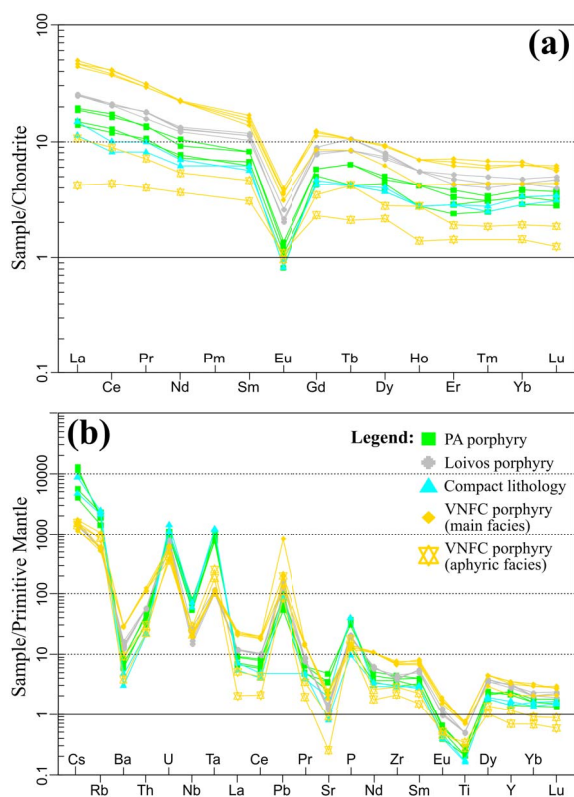 (a)
Sample/Chondrite
100
10
1
0.1
La Pr Pm Eu Tb Ho Tm Lu
Ce Nd Sm Gd Dy Er Yb
(b)
Sample/Primitive Mantle
10000
1000
100
10
1
0.1
Legend:
PA porphyry
Loivos porphyry
Compact lithology
VNFC porphyry
(main facies)
VNFC porphyry
(aphyric facies)
Cs Ba U Ta Ce Pr P Zr Eu Dy Yb
Rb Th Nb La Pb Sr Nd Sm Ti Y Lu